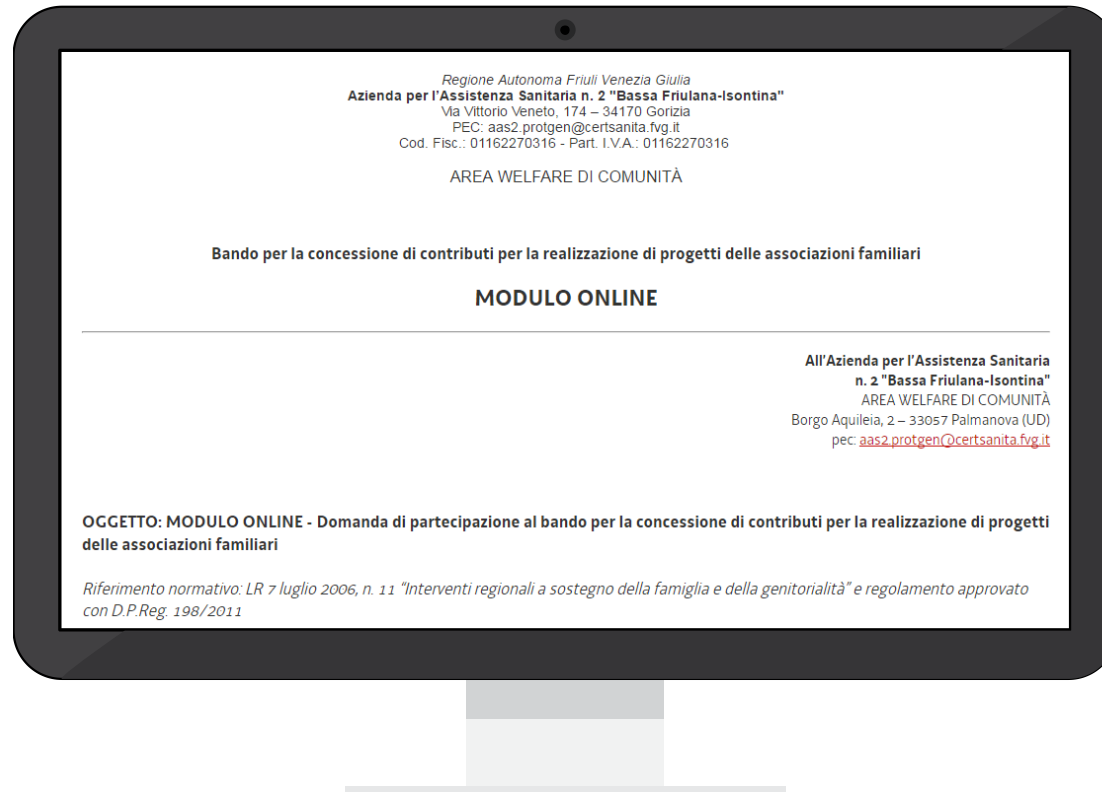 Regione Autonoma Friuli Venezia Giulia
Azienda per l'Assistenza Sanitaria n. 2 "Bassa Friulana-Isontina"
Via Vittorio Veneto, 174 – 34170 Gorizia
PEC: aas2.protgen@certsanita.fvg.it
Cod. Fisc.: 01162270316 - Part. I.V.A.: 01162270316
AREA WELFARE DI COMUNITÀ
Bando per la concessione di contributi per la realizzazione di progetti delle associazioni familiari
MODULO ONLINE
All'Azienda per l'Assistenza Sanitaria
n. 2 "Bassa Friulana-Isontina"
AREA WELFARE DI COMUNITÀ
Borgo Aquileia, 2 – 33057 Palmanova (UD)
pec: aas2.protgen@certsanita.fvg.it
OGGETTO: MODULO ONLINE - Domanda di partecipazione al bando per la concessione di contributi per la realizzazione di progetti
delle associazioni familiari
Riferimento normativo: LR 7 luglio 2006, n. 11 "Interventi regionali a sostegno della famiglia e della genitorialità" e regolamento approvato
con D.P.Reg. 198/2011